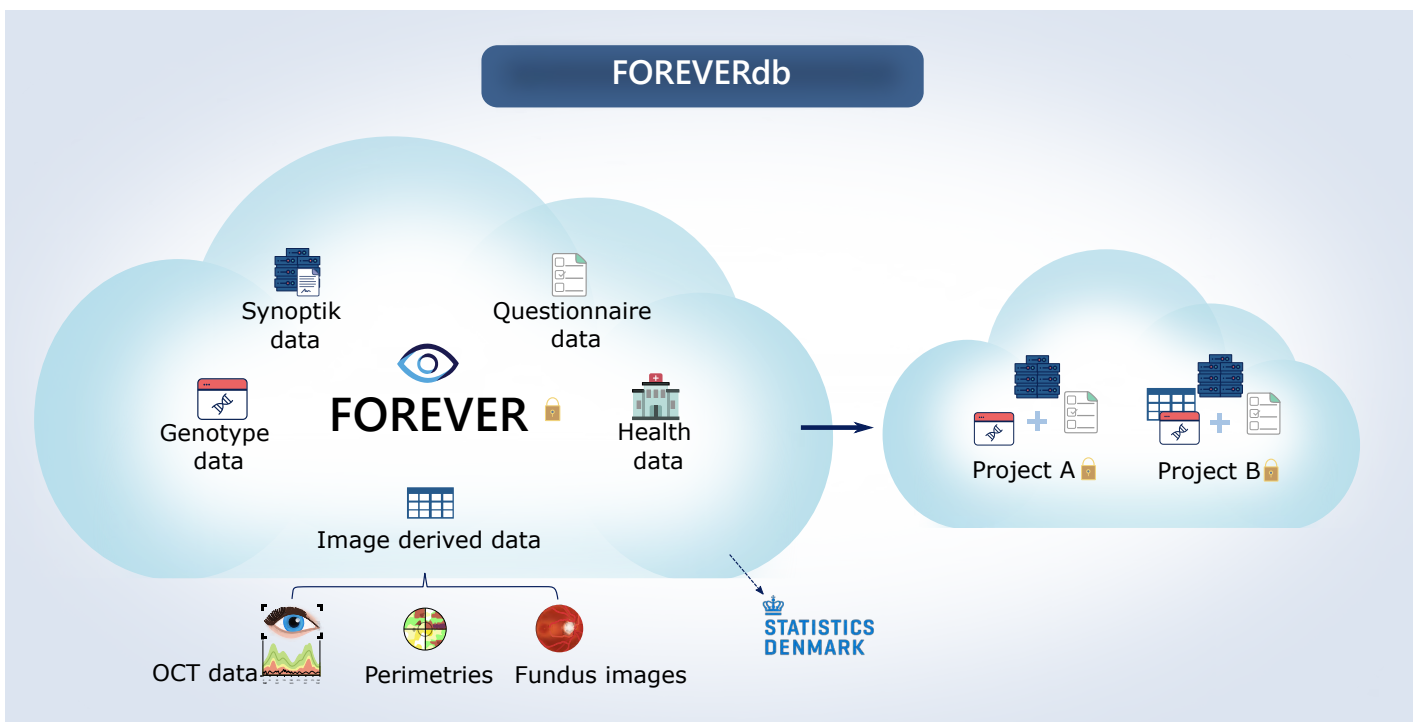 FOREVERdb
Synoptik
data
Questionnaire
data
FOREVER
Genotype
data
Health
data
Image derived data
OCT data
Perimetries
Fundus images
STATISTICS
DENMARK
Project A
Project B